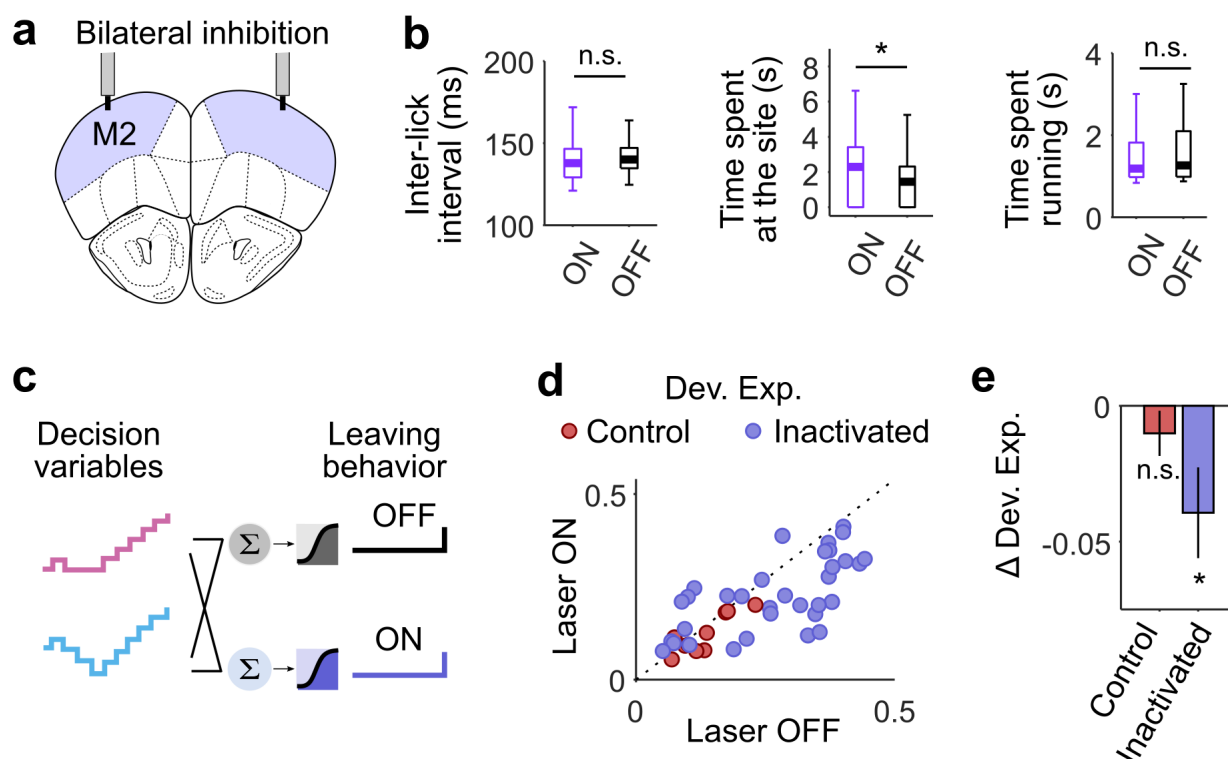 a
Bilateral inhibition
M2
b
Inter-lick
interval (ms)
200
150
100
n.s.
ON
OFF
Time spent
at the site (s)
8
6
4
2
0
*
ON
OFF
Time spent
running (s)
4
2
0
n.s.
ON
OFF
c
Decision
variables
Leaving
behavior
Σ
OFF
Σ
ON
d
Dev. Exp.
Control
Inactivated
Laser ON
0.5
0
0
0.5
Laser OFF
e
Δ Dev. Exp.
0
-0.05
n.s.
*
Control
Inactivated